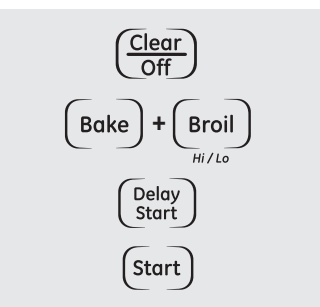 Clear
Off
Bake + Broil
Hi / Lo
Delay
Start
Start